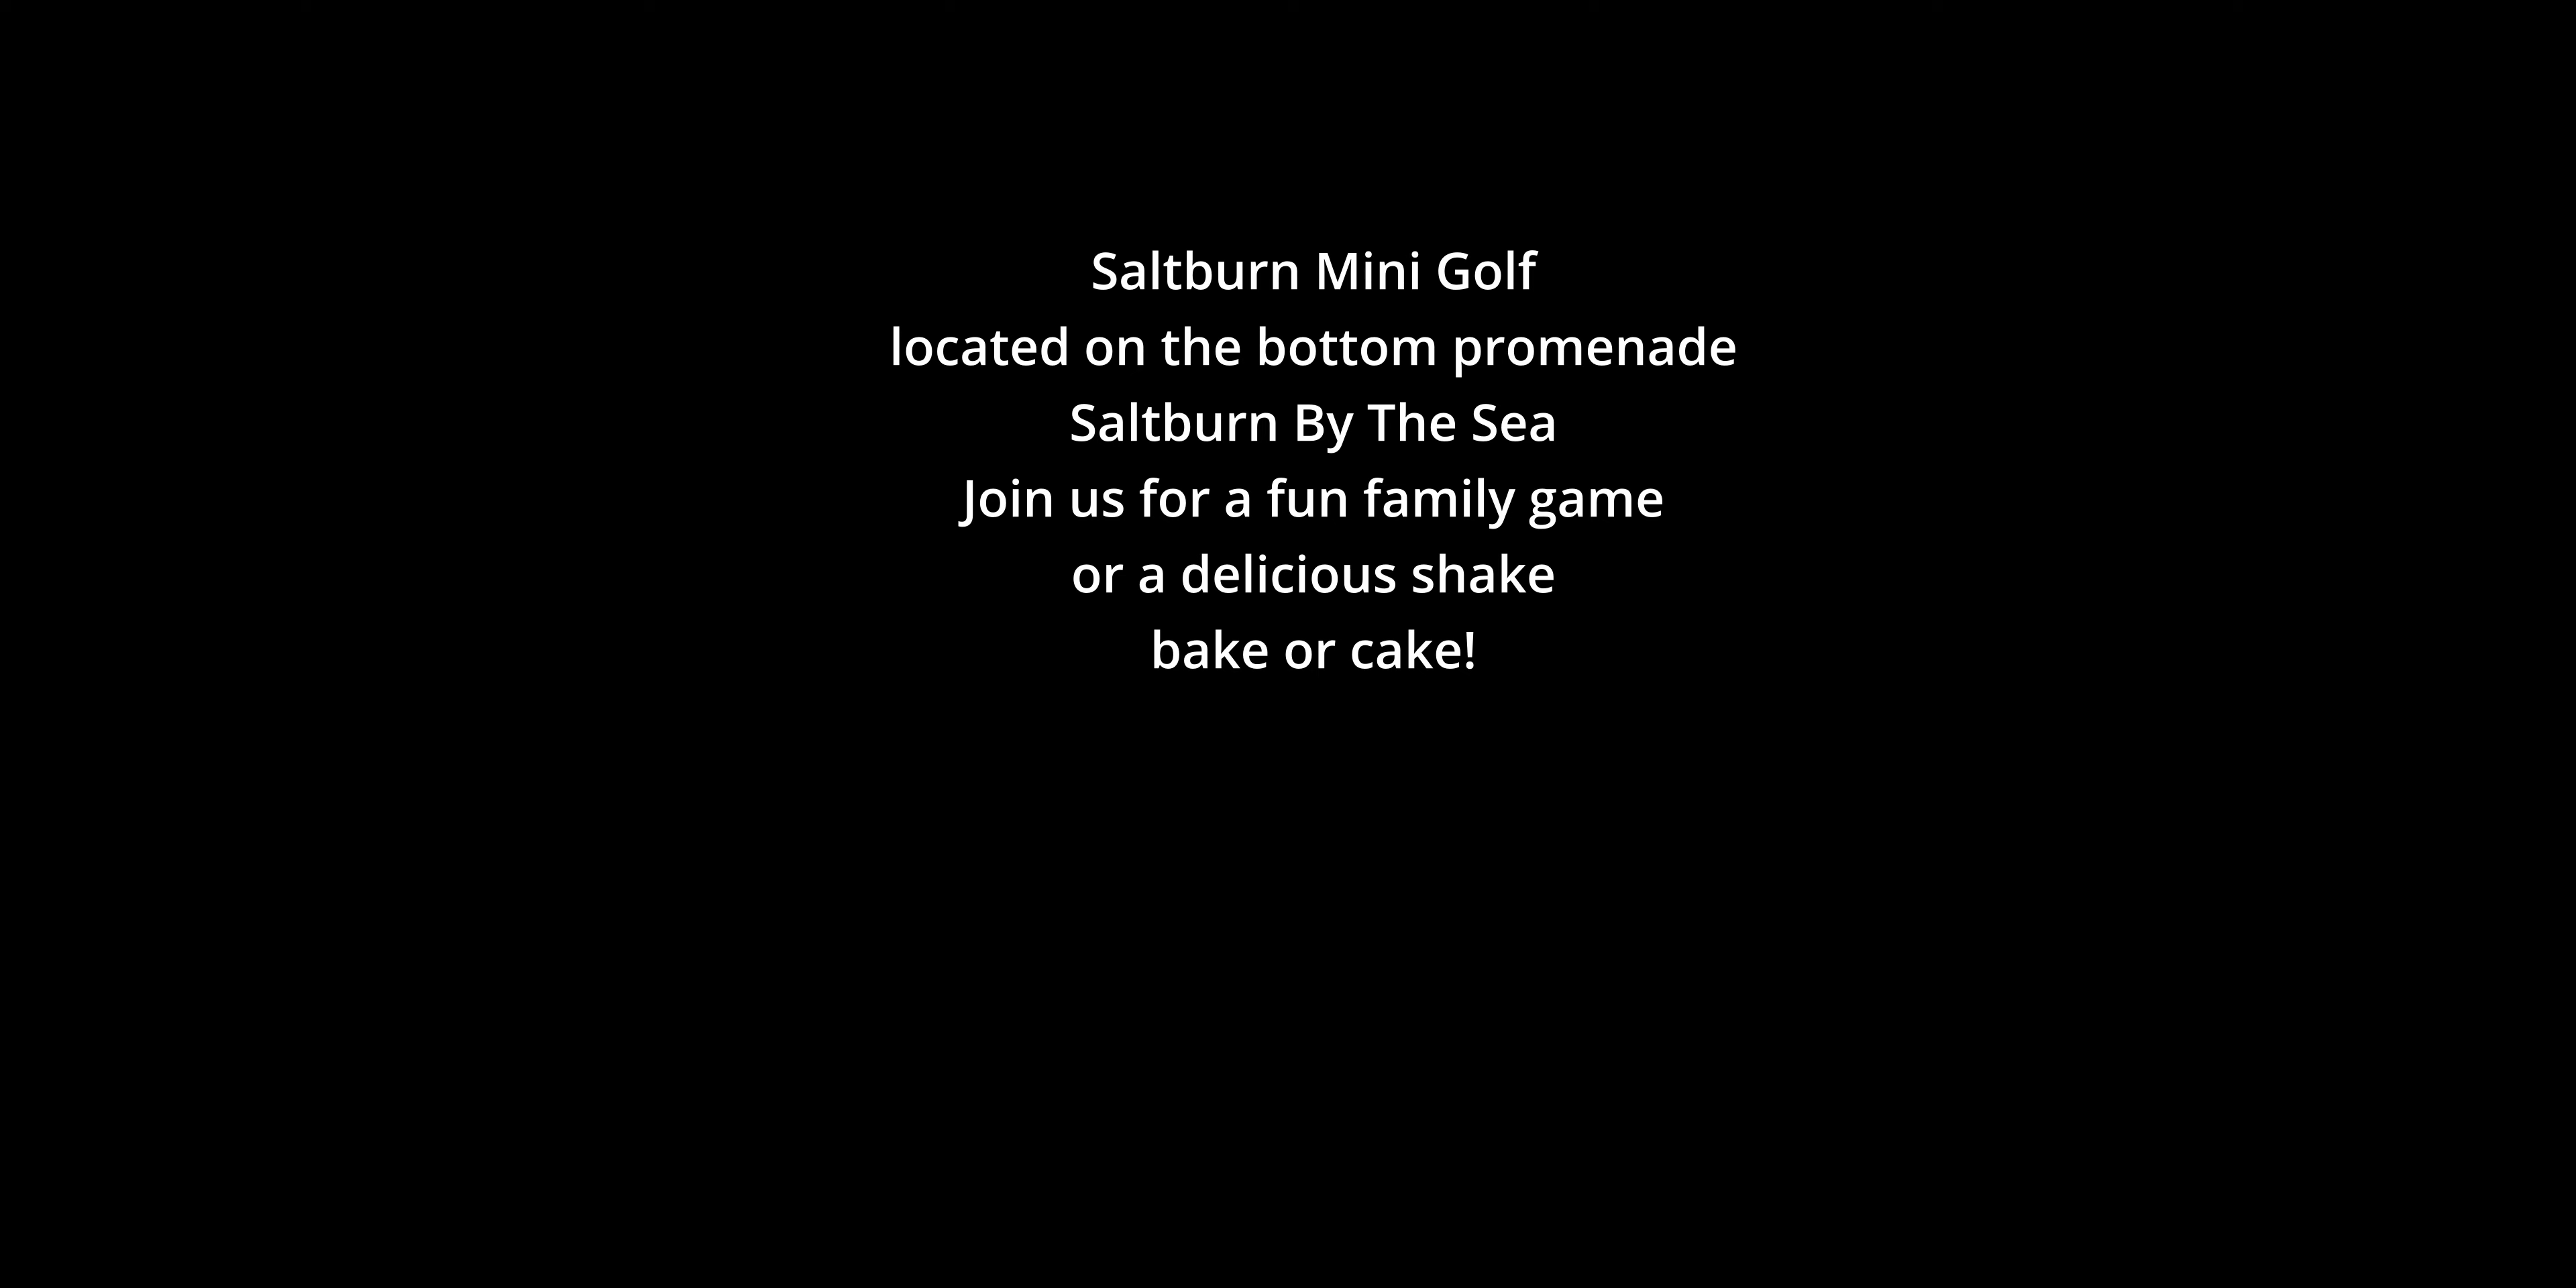 Saltburn Mini Golf
located on the bottom promenade
Saltburn By The Sea
Join us for a fun family game
or a delicious shake
bake or cake!